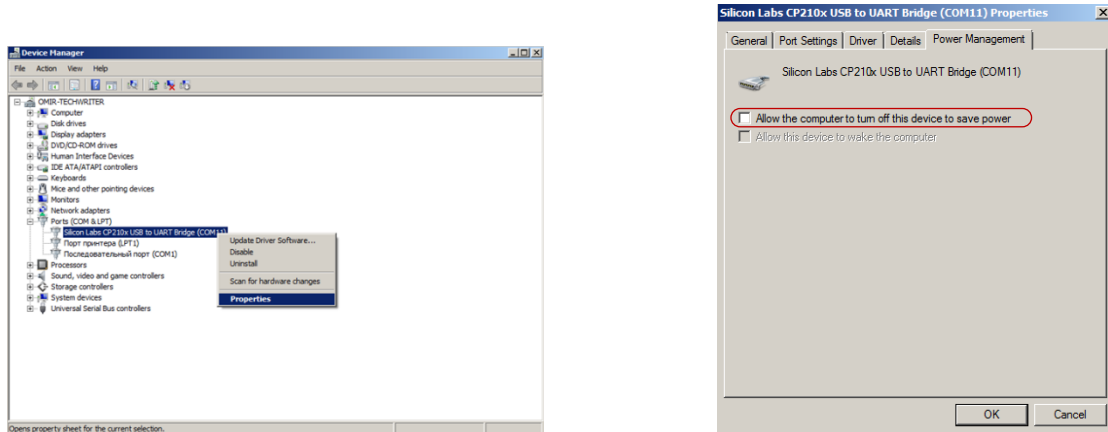 Device Manager
File Action View Help
OMIR-TECHWRITER
Computer
Disk drives
Display adapters
DVD/CD-ROM drives
Human Interface Devices
IDE ATA/ATAPI controllers
Keyboards
Mice and other pointing devices
Monitors
Network adapters
Ports (COM & LPT)
Silicon Labs CP210x USB to UART Bridge (COM11)
Порт принтера (LPT1)
Последовательный порт (COM1)
Processors
Sound, video and game controllers
Storage controllers
System devices
Universal Serial Bus controllers
Update Driver Software...
Disable
Uninstall
Scan for hardware changes
Properties
Opens property sheet for the current selection.
Silicon Labs CP210x USB to UART Bridge (COM11) Properties
General Port Settings Driver Details Power Management
Silicon Labs CP210x USB to UART Bridge (COM11)
Allow the computer to turn off this device to save power
Allow this device to wake the computer
OK Cancel